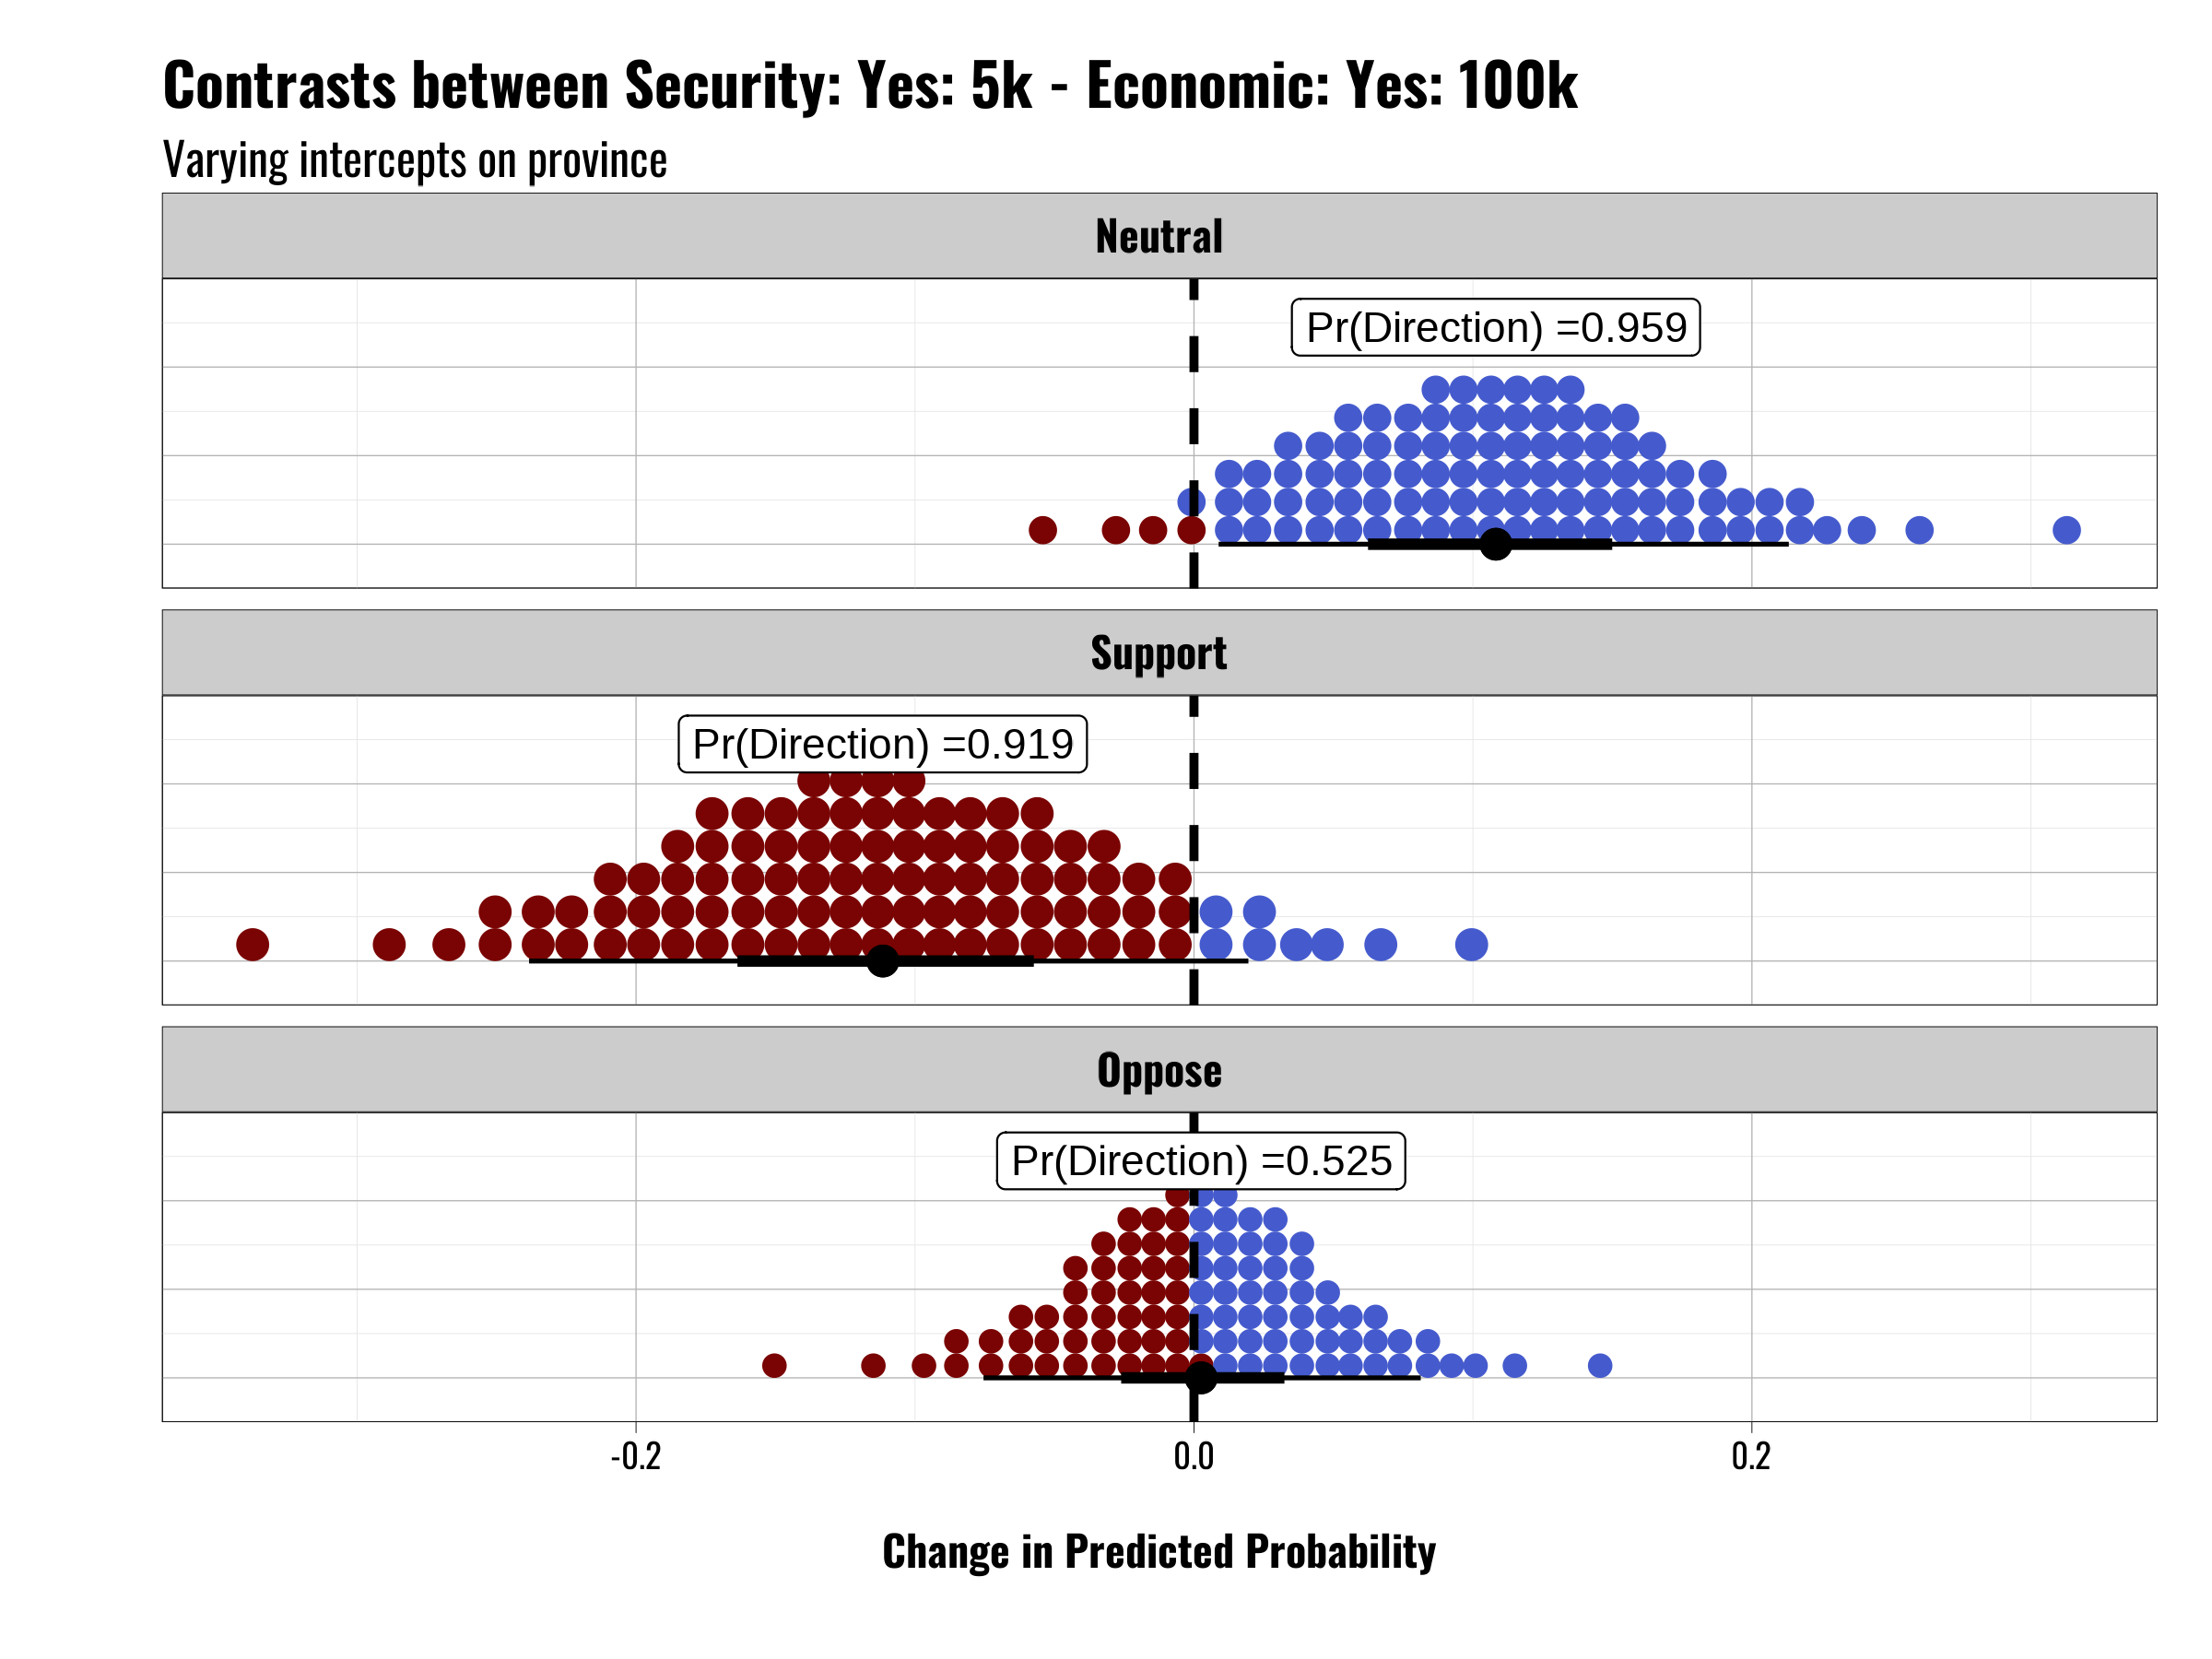 Contrasts between Security: Yes: 5k - Economic: Yes: 100k
Varying intercepts on province
Neutral
Pr(Direction) =0.959
Support
Pr(Direction) =0.919
Oppose
Pr(Direction) =0.525
-0.2 0.0 0.2
Change in Predicted Probability